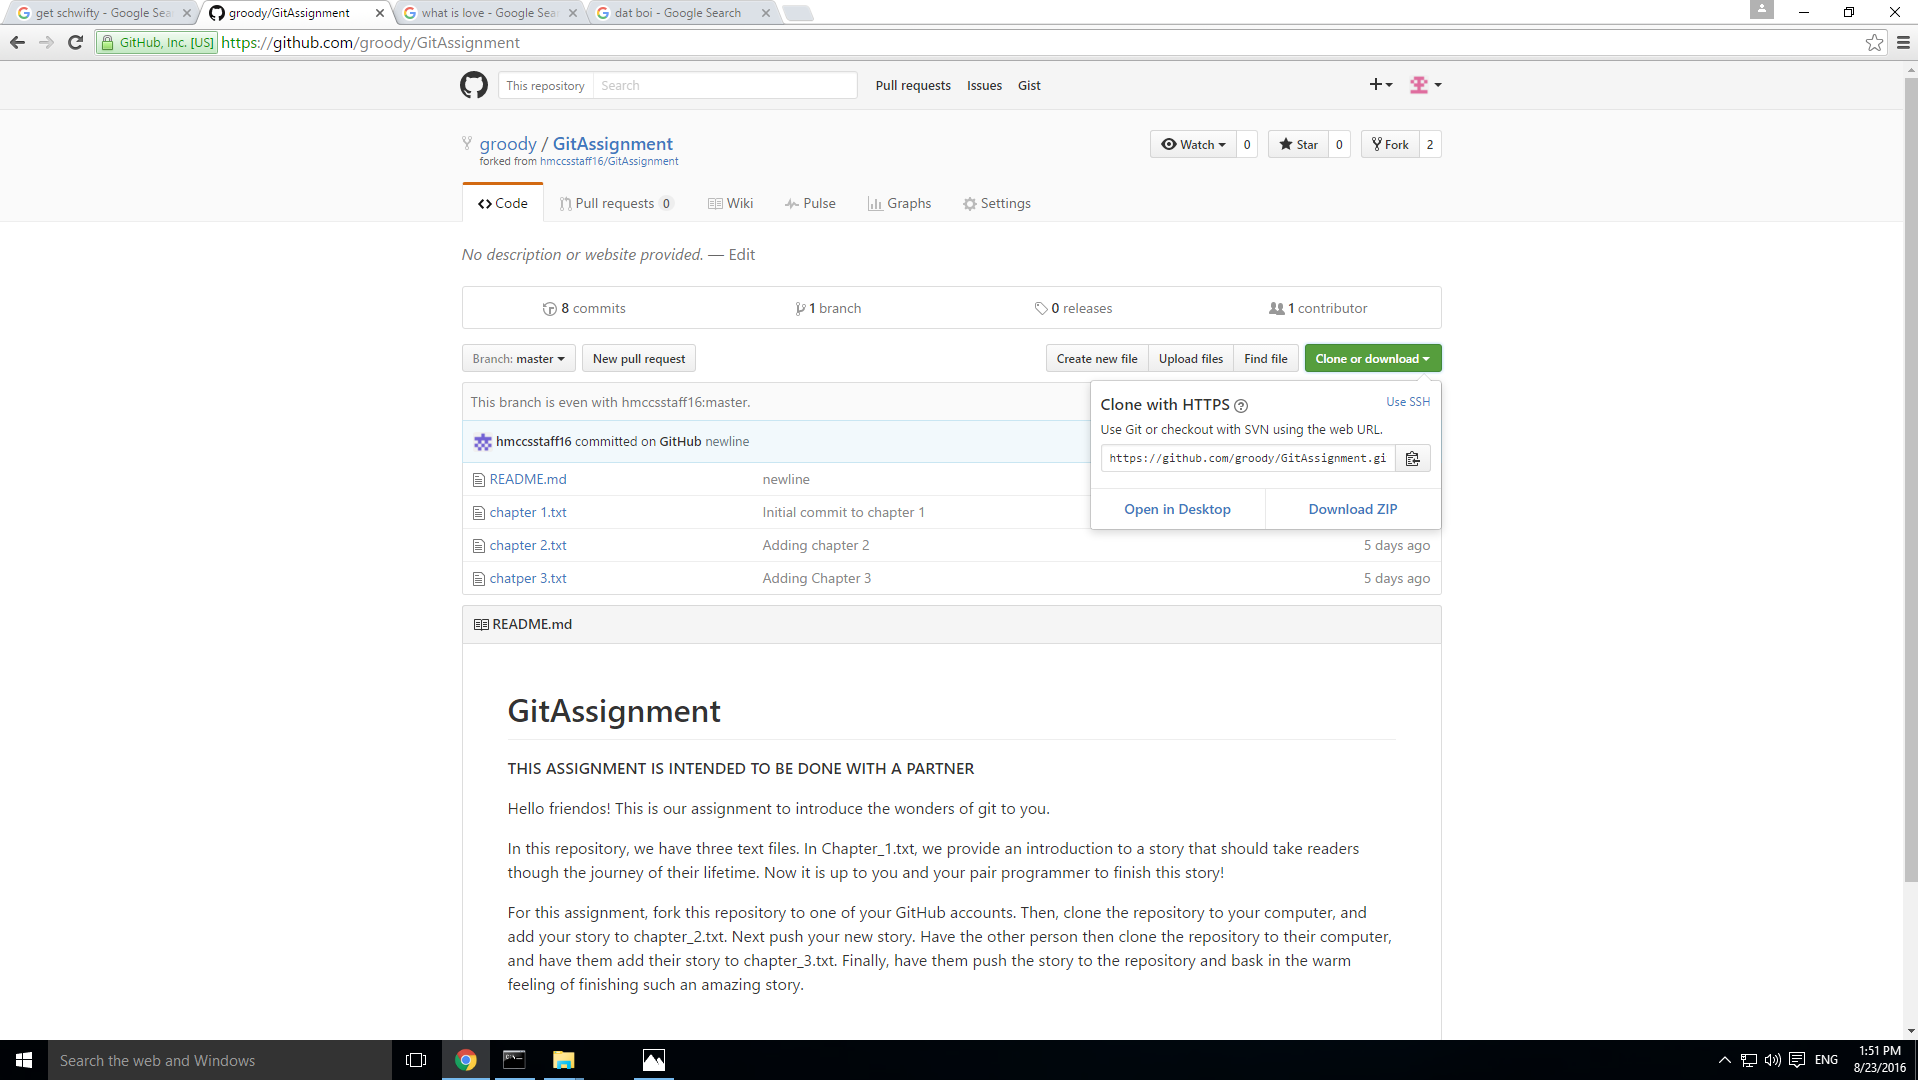 get schwifty - Google Sea
groody/GitAssignment
what is love - Google Sea
dat boi - Google Search
GitHub, Inc. [US]
https://github.com/groody/GitAssignment
This repository
Search
Pull requests
Issues
Gist
groody / GitAssignment
forked from hmccsstaff16/GitAssignment
Watch
0
Star
0
Fork
2
Code
Pull requests 0
Wiki
Pulse
Graphs
Settings
No description or website provided. — Edit
8 commits
1 branch
0 releases
1 contributor
Branch: master
New pull request
Create new file
Upload files
Find file
Clone or download
This branch is even with hmccsstaff16:master.
Clone with HTTPS
Use SSH
Use Git or checkout with SVN using the web URL.
https://github.com/groody/GitAssignment.gi
Open in Desktop
Download ZIP
hmccsstaff16 committed on GitHub newline
README.md
newline
chapter 1.txt
Initial commit to chapter 1
chapter 2.txt
Adding chapter 2
5 days ago
chatper 3.txt
Adding Chapter 3
5 days ago
README.md
GitAssignment
THIS ASSIGNMENT IS INTENDED TO BE DONE WITH A PARTNER
Hello friendos! This is our assignment to introduce the wonders of git to you.
In this repository, we have three text files. In Chapter_1.txt, we provide an introduction to a story that should take readers
though the journey of their lifetime. Now it is up to you and your pair programmer to finish this story!
For this assignment, fork this repository to one of your GitHub accounts. Then, clone the repository to your computer, and
add your story to chapter_2.txt. Next push your new story. Have the other person then clone the repository to their computer,
and have them add their story to chapter_3.txt. Finally, have them push the story to the repository and bask in the warm
feeling of finishing such an amazing story.
Search the web and Windows
ENG
1:51 PM
8/23/2016